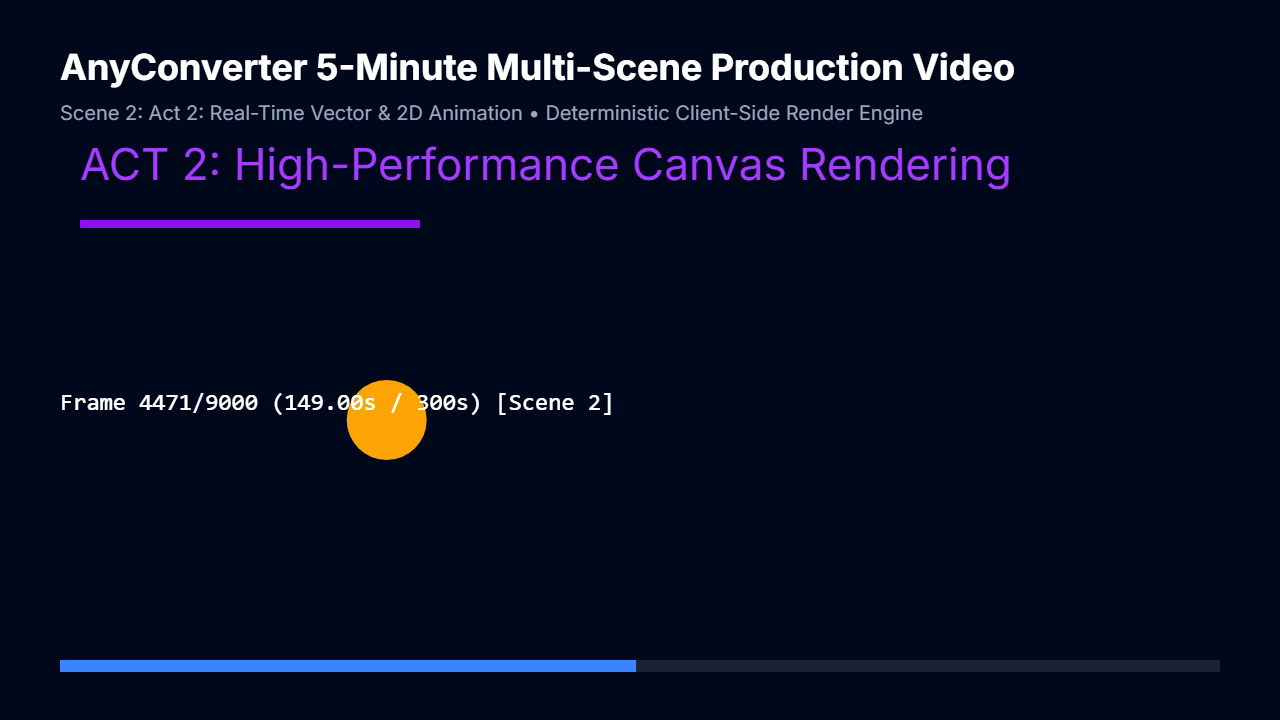 AnyConverter 5-Minute Multi-Scene Production Video
Scene 2: Act 2: Real-Time Vector & 2D Animation • Deterministic Client-Side Render Engine
ACT 2: High-Performance Canvas Rendering
Frame 4471/9000 (149.00s / 300s) [Scene 2]